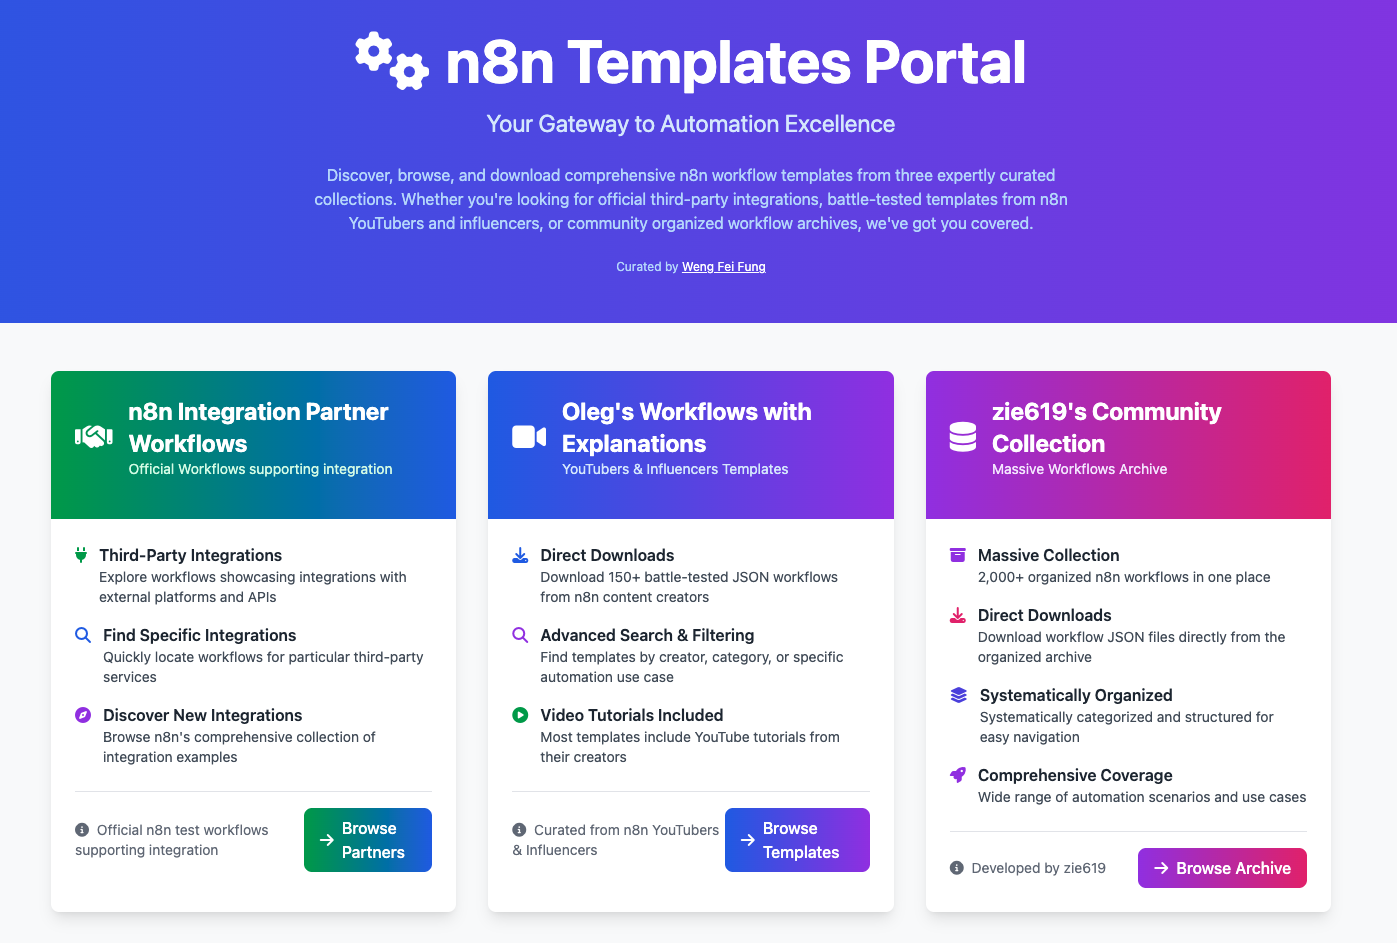 n8n Templates Portal
Your Gateway to Automation Excellence
Discover, browse, and download comprehensive n8n workflow templates from three expertly curated
collections. Whether you're looking for official third-party integrations, battle-tested templates from n8n
YouTubers and influencers, or community organized workflow archives, we've got you covered.
Curated by Weng Fei Fung
n8n Integration Partner
Workflows
Official Workflows supporting integration
Third-Party Integrations
Explore workflows showcasing integrations with
external platforms and APIs
Find Specific Integrations
Quickly locate workflows for particular third-party
services
Discover New Integrations
Browse n8n's comprehensive collection of
integration examples
Official n8n test workflows
supporting integration
Browse
Partners
Oleg's Workflows with
Explanations
YouTubers & Influencers Templates
Direct Downloads
Download 150+ battle-tested JSON workflows
from n8n content creators
Advanced Search & Filtering
Find templates by creator, category, or specific
automation use case
Video Tutorials Included
Most templates include YouTube tutorials from
their creators
Curated from n8n YouTubers
& Influencers
Browse
Templates
zie619's Community
Collection
Massive Workflows Archive
Massive Collection
2,000+ organized n8n workflows in one place
Direct Downloads
Download workflow JSON files directly from the
organized archive
Systematically Organized
Systematically categorized and structured for
easy navigation
Comprehensive Coverage
Wide range of automation scenarios and use cases
Developed by zie619
Browse Archive